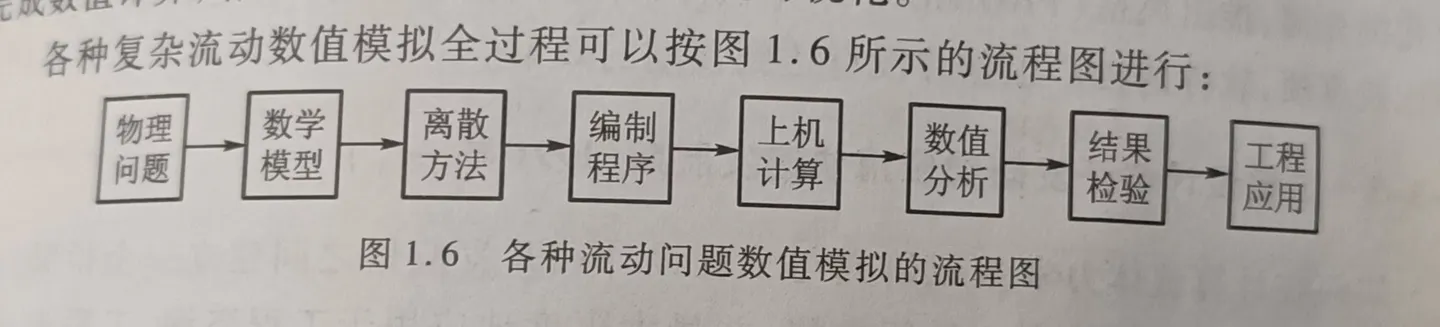 各种复杂流动数值模拟全过程可以按图 1.6 所示的流程图进行：
物理问题 数学模型 离散方法 编制程序 上机计算 数值分析 结果检验 工程应用
图 1.6 各种流动问题数值模拟的流程图